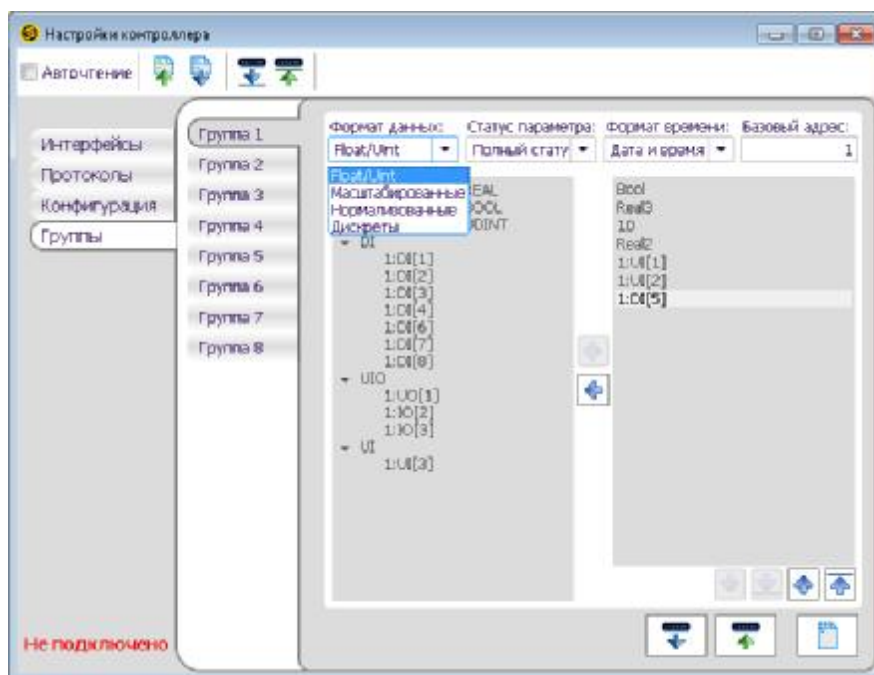 Настройки контроллера
Авточтение
Интерфейсы
Протоколы
Конфигурация
Группы
Группа 1
Группа 2
Группа 3
Группа 4
Группа 5
Группа 6
Группа 7
Группа 8
Формат данных: Статус параметра: Формат времени: Базовый адрес:
Float/UInt Полный стату Дата и время 1
Float/UInt
Масштабированные
Нормализованные
Дискреты
DI
1:DI[1]
1:DI[2]
1:DI[3]
1:DI[4]
1:DI[6]
1:DI[7]
1:DI[8]
UIO
1:UO[1]
1:IO[2]
1:IO[3]
UI
1:UI[3]
Bool
Real3
10
Real2
1:UI[1]
1:UI[2]
1:DI[5]
Не подключено